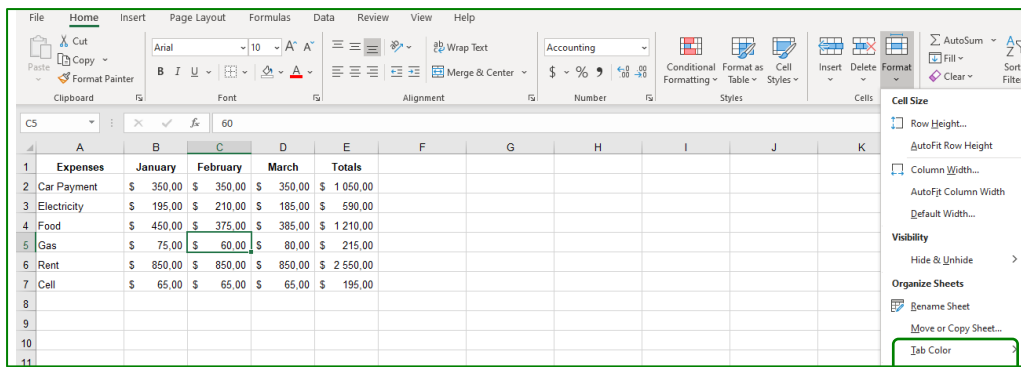 File Home Insert Page Layout Formulas Data Review View Help
Cut
Copy
Paste
Format Painter
Clipboard
Arial 10 A^ A˅
B I U A
Font
ab Wrap Text
Merge & Center
Alignment
Accounting
$ % 9 .00 .00
Number
Conditional Formatting
Format as Table
Cell Styles
Styles
Insert Delete Format
Cells
AutoSum
Fill
Clear
Sort
Filte
C5 fx 60
A B C D E F G H I J K
1 Expenses January February March Totals
2 Car Payment $ 350,00 $ 350,00 $ 350,00 $ 1 050,00
3 Electricity $ 195,00 $ 210,00 $ 185,00 $ 590,00
4 Food $ 450,00 $ 375,00 $ 385,00 $ 1 210,00
5 Gas $ 75,00 $ 60,00 $ 80,00 $ 215,00
6 Rent $ 850,00 $ 850,00 $ 850,00 $ 2 550,00
7 Cell $ 65,00 $ 65,00 $ 65,00 $ 195,00
8
9
10
11
Cell Size
Row Height...
AutoFit Row Height
Column Width...
AutoFit Column Width
Default Width...
Visibility
Hide & Unhide >
Organize Sheets
Rename Sheet
Move or Copy Sheet...
Tab Color >